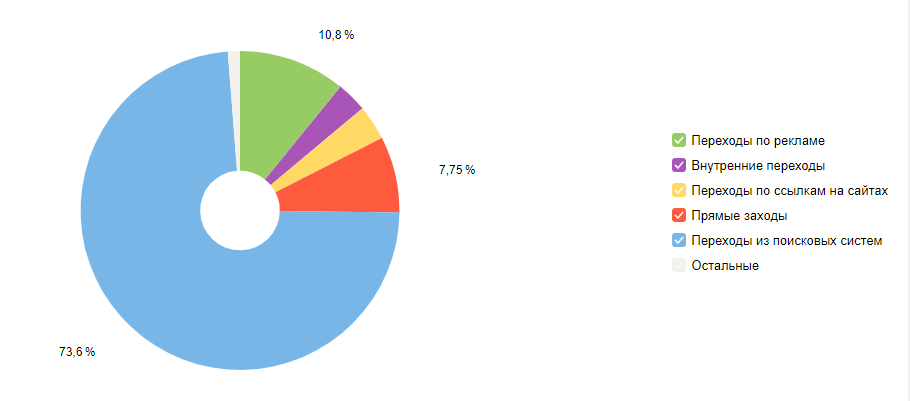 10,8 %
7,75 %
73,6 %
Переходы по рекламе
Внутренние переходы
Переходы по ссылкам на сайтах
Прямые заходы
Переходы из поисковых систем
Остальные